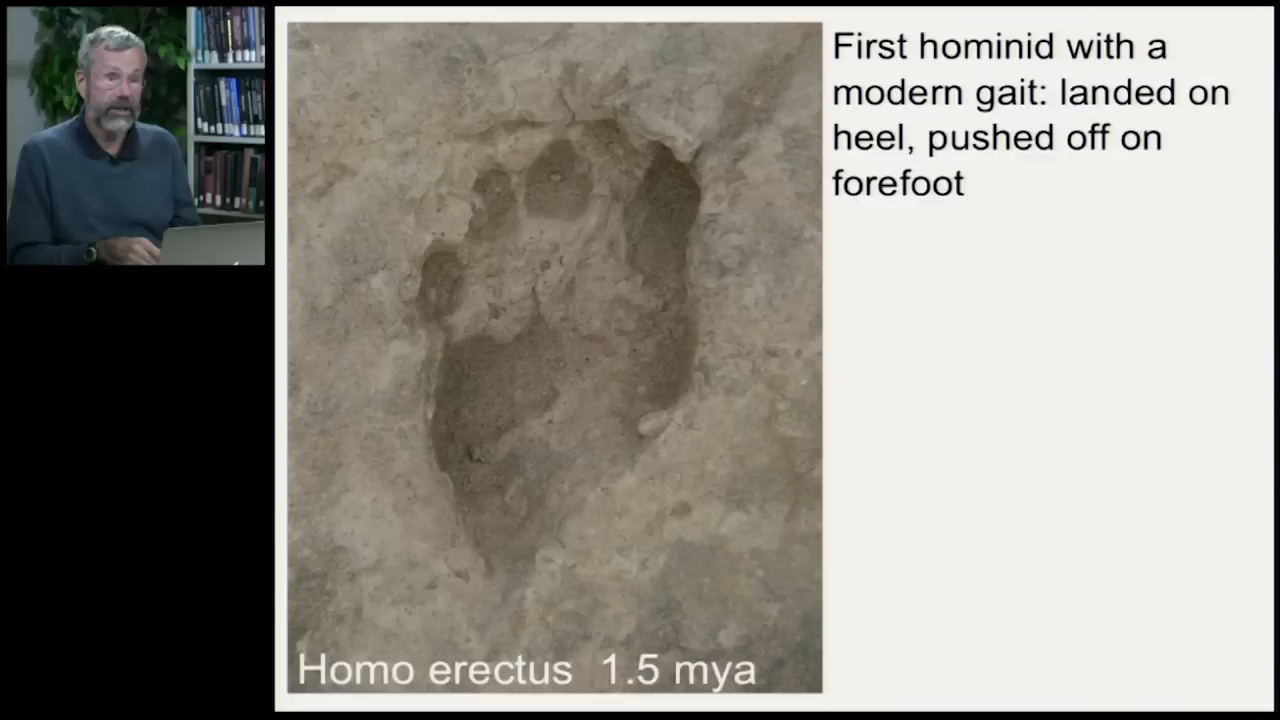 First hominid with a
modern gait: landed on
heel, pushed off on
forefoot
Homo erectus 1.5 mya